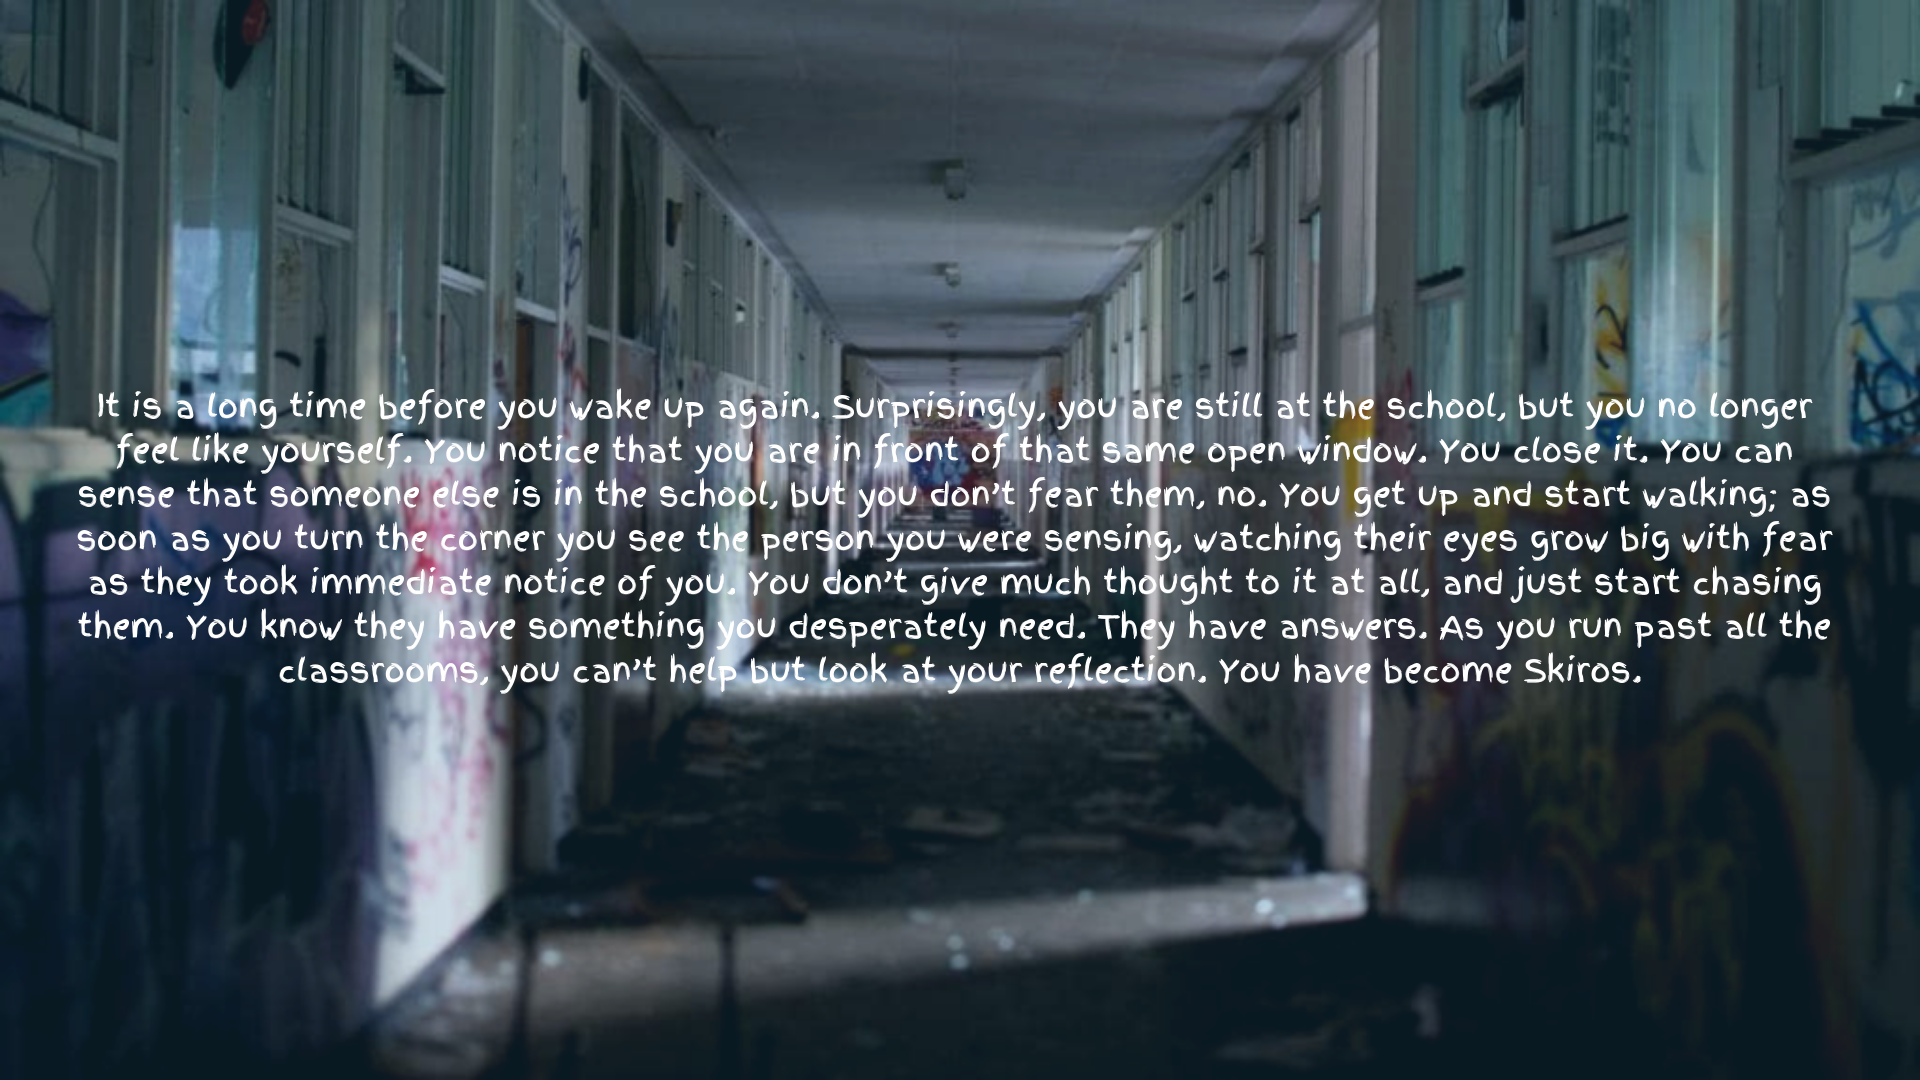 It is a long time before you wake up again. Surprisingly, you are still at the school, but you no longer
feel like yourself. You notice that you are in front of that same open window. You close it. You can
sense that someone else is in the school, but you don't fear them, no. You get up and start walking; as
soon as you turn the corner you see the person you were sensing, watching their eyes grow big with fear
as they took immediate notice of you. You don't give much thought to it at all, and just start chasing
them. You know they have something you desperately need. They have answers. As you run past all the
classrooms, you can't help but look at your reflection. You have become Skiros.